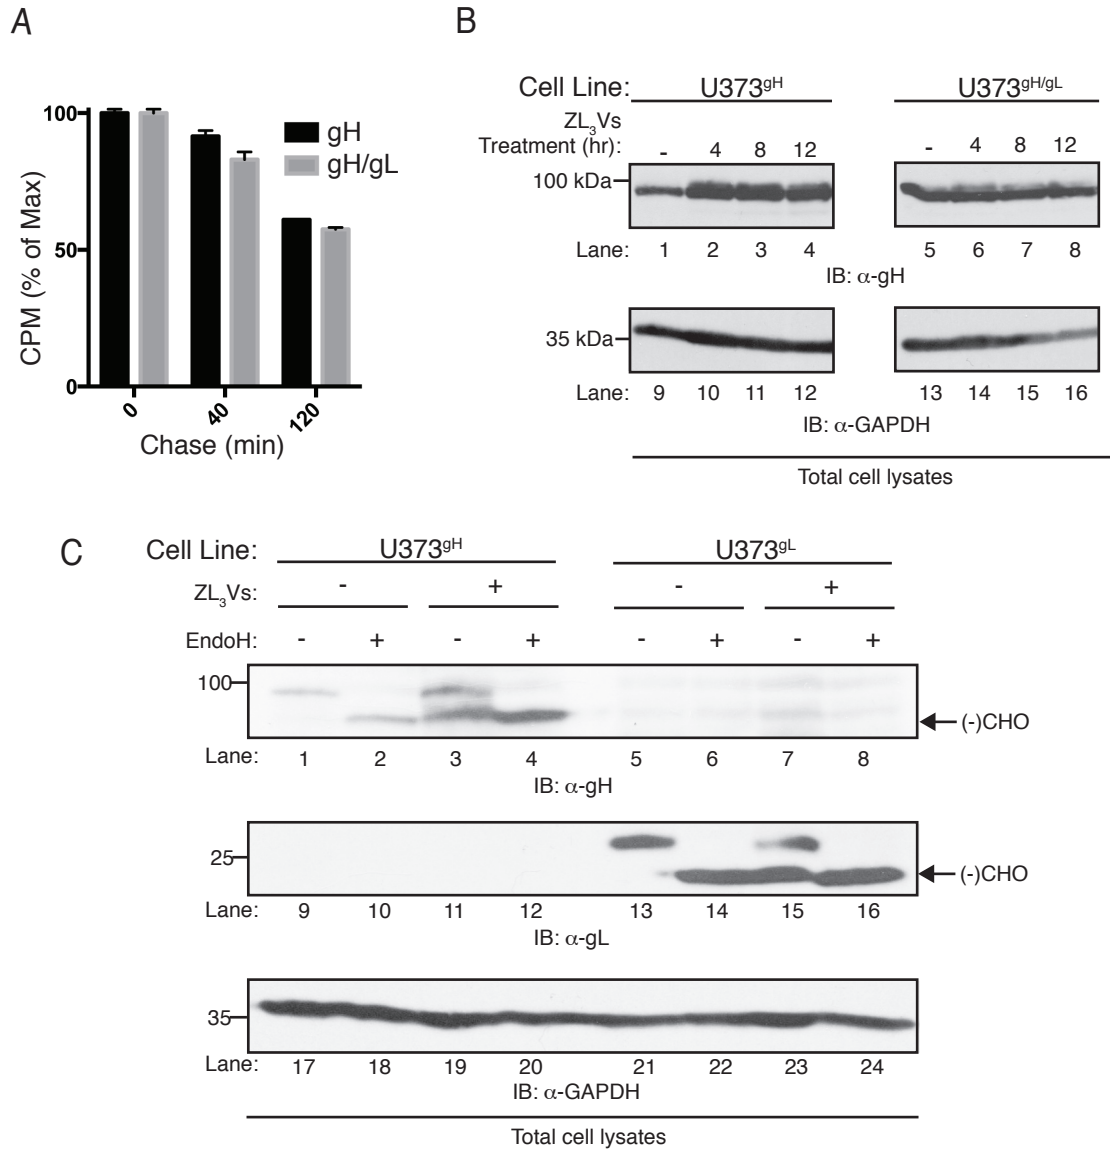 A
100
50
0
CPM (% of Max)
gH
gH/gL
0
40
120
Chase (min)
B
Cell Line: U373gH U373gH/gL
ZL3Vs
Treatment (hr): - 4 8 12 - 4 8 12
100 kDa
Lane: 1 2 3 4 5 6 7 8
IB: α-gH
35 kDa
Lane: 9 10 11 12 13 14 15 16
IB: α-GAPDH
Total cell lysates
C
Cell Line: U373gH U373gL
ZL3Vs: - + - +
EndoH: - + - + - + - +
100
(-)CHO
Lane: 1 2 3 4 5 6 7 8
IB: α-gH
25
(-)CHO
Lane: 9 10 11 12 13 14 15 16
IB: α-gL
35
Lane: 17 18 19 20 21 22 23 24
IB: α-GAPDH
Total cell lysates